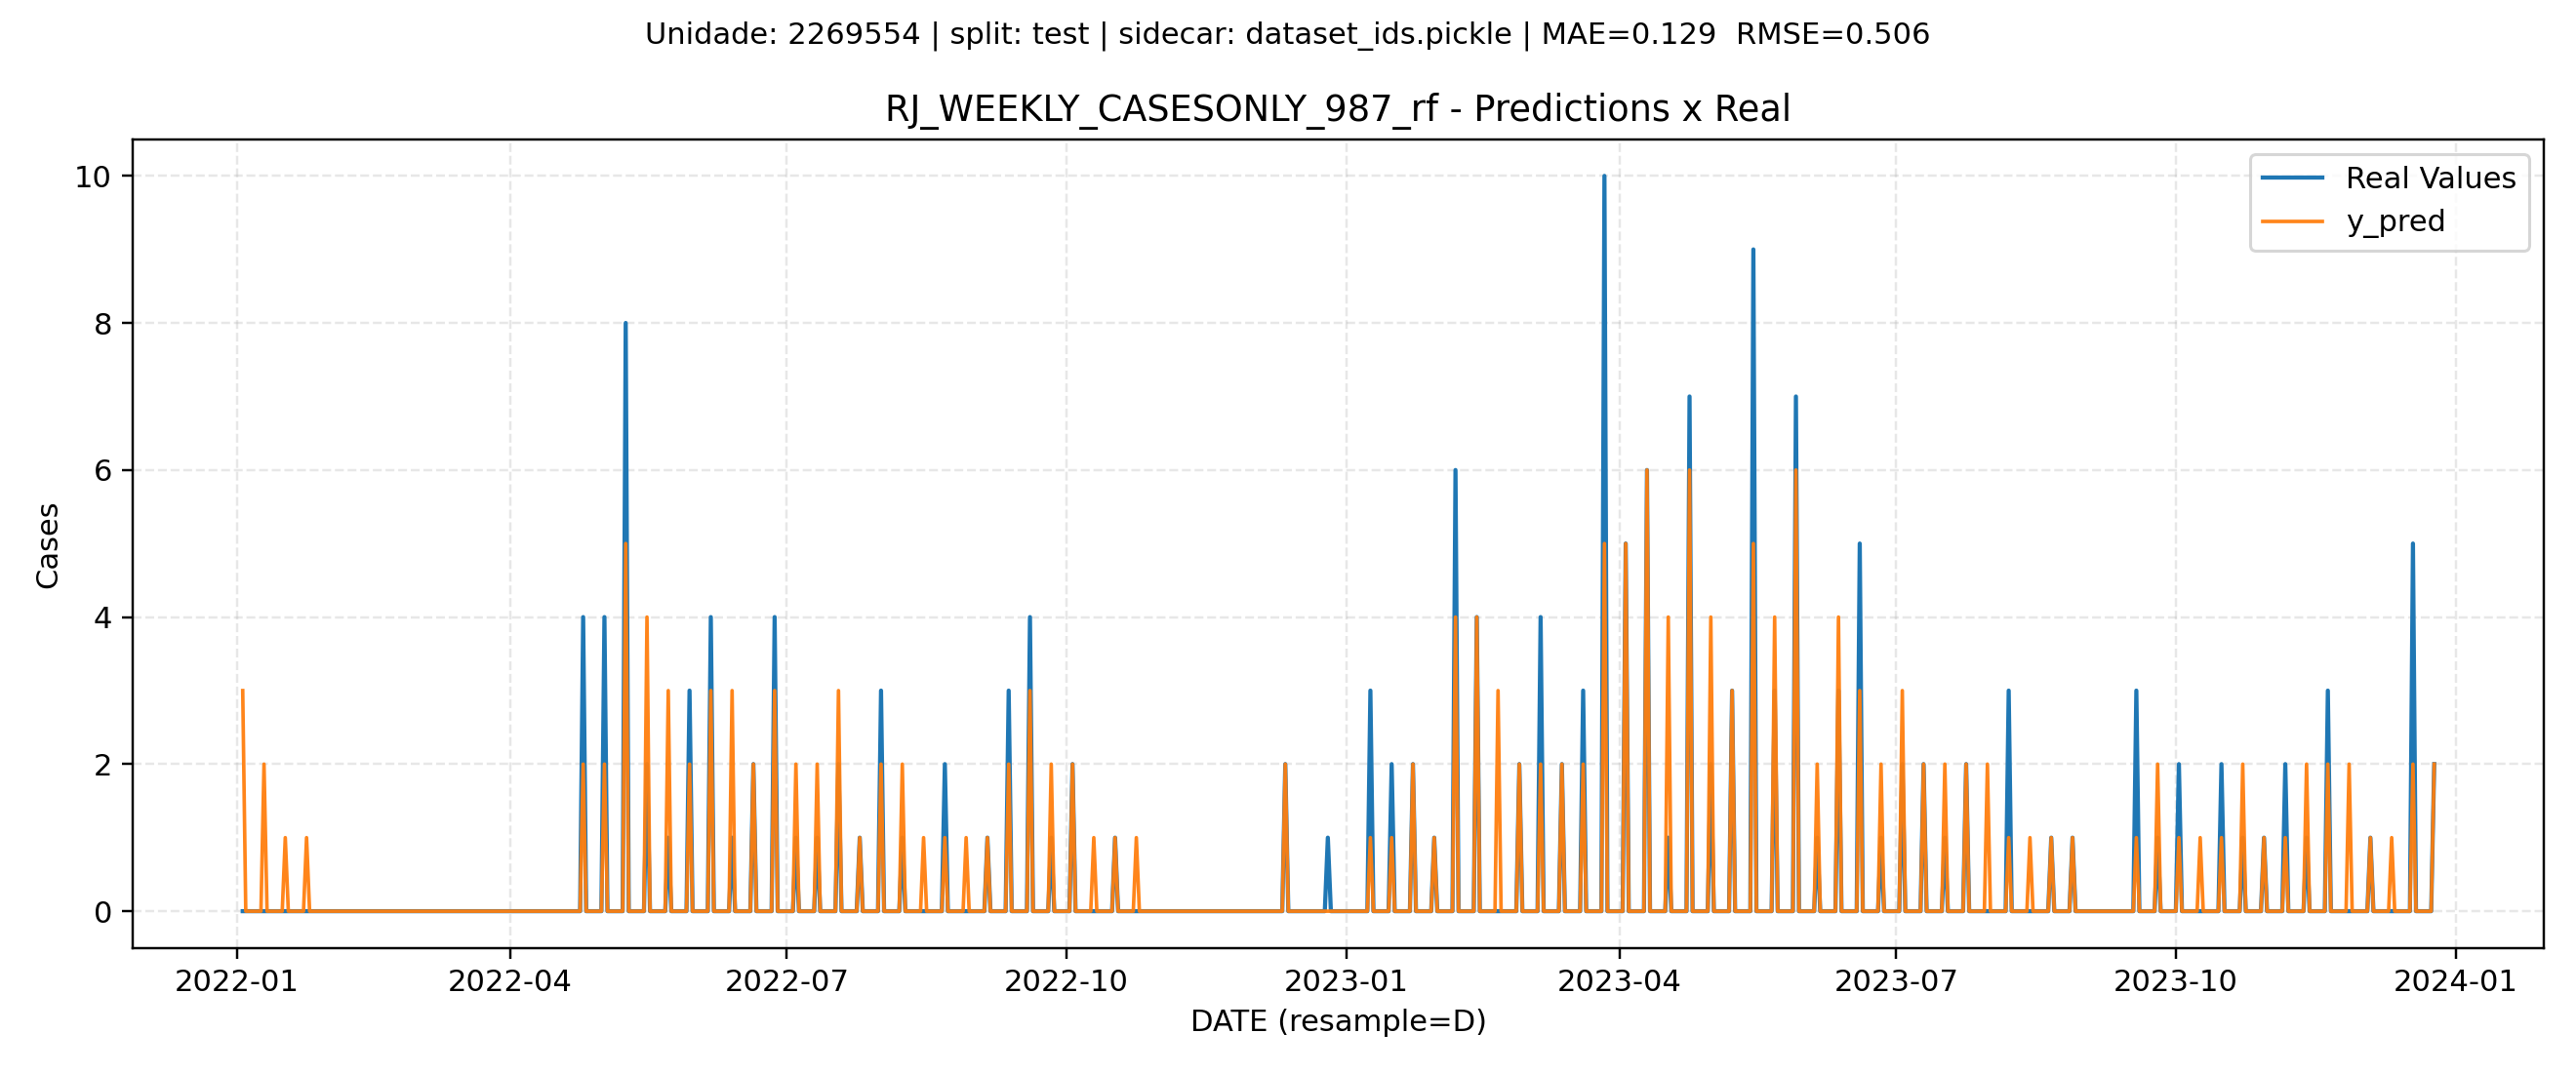 Unidade: 2269554 | split: test | sidecar: dataset_ids.pickle | MAE=0.129  RMSE=0.506
RJ_WEEKLY_CASESONLY_987_rf - Predictions x Real
Real Values
y_pred
10
8
6
4
2
0
Cases
2022-01
2022-04
2022-07
2022-10
2023-01
2023-04
2023-07
2023-10
2024-01
DATE (resample=D)